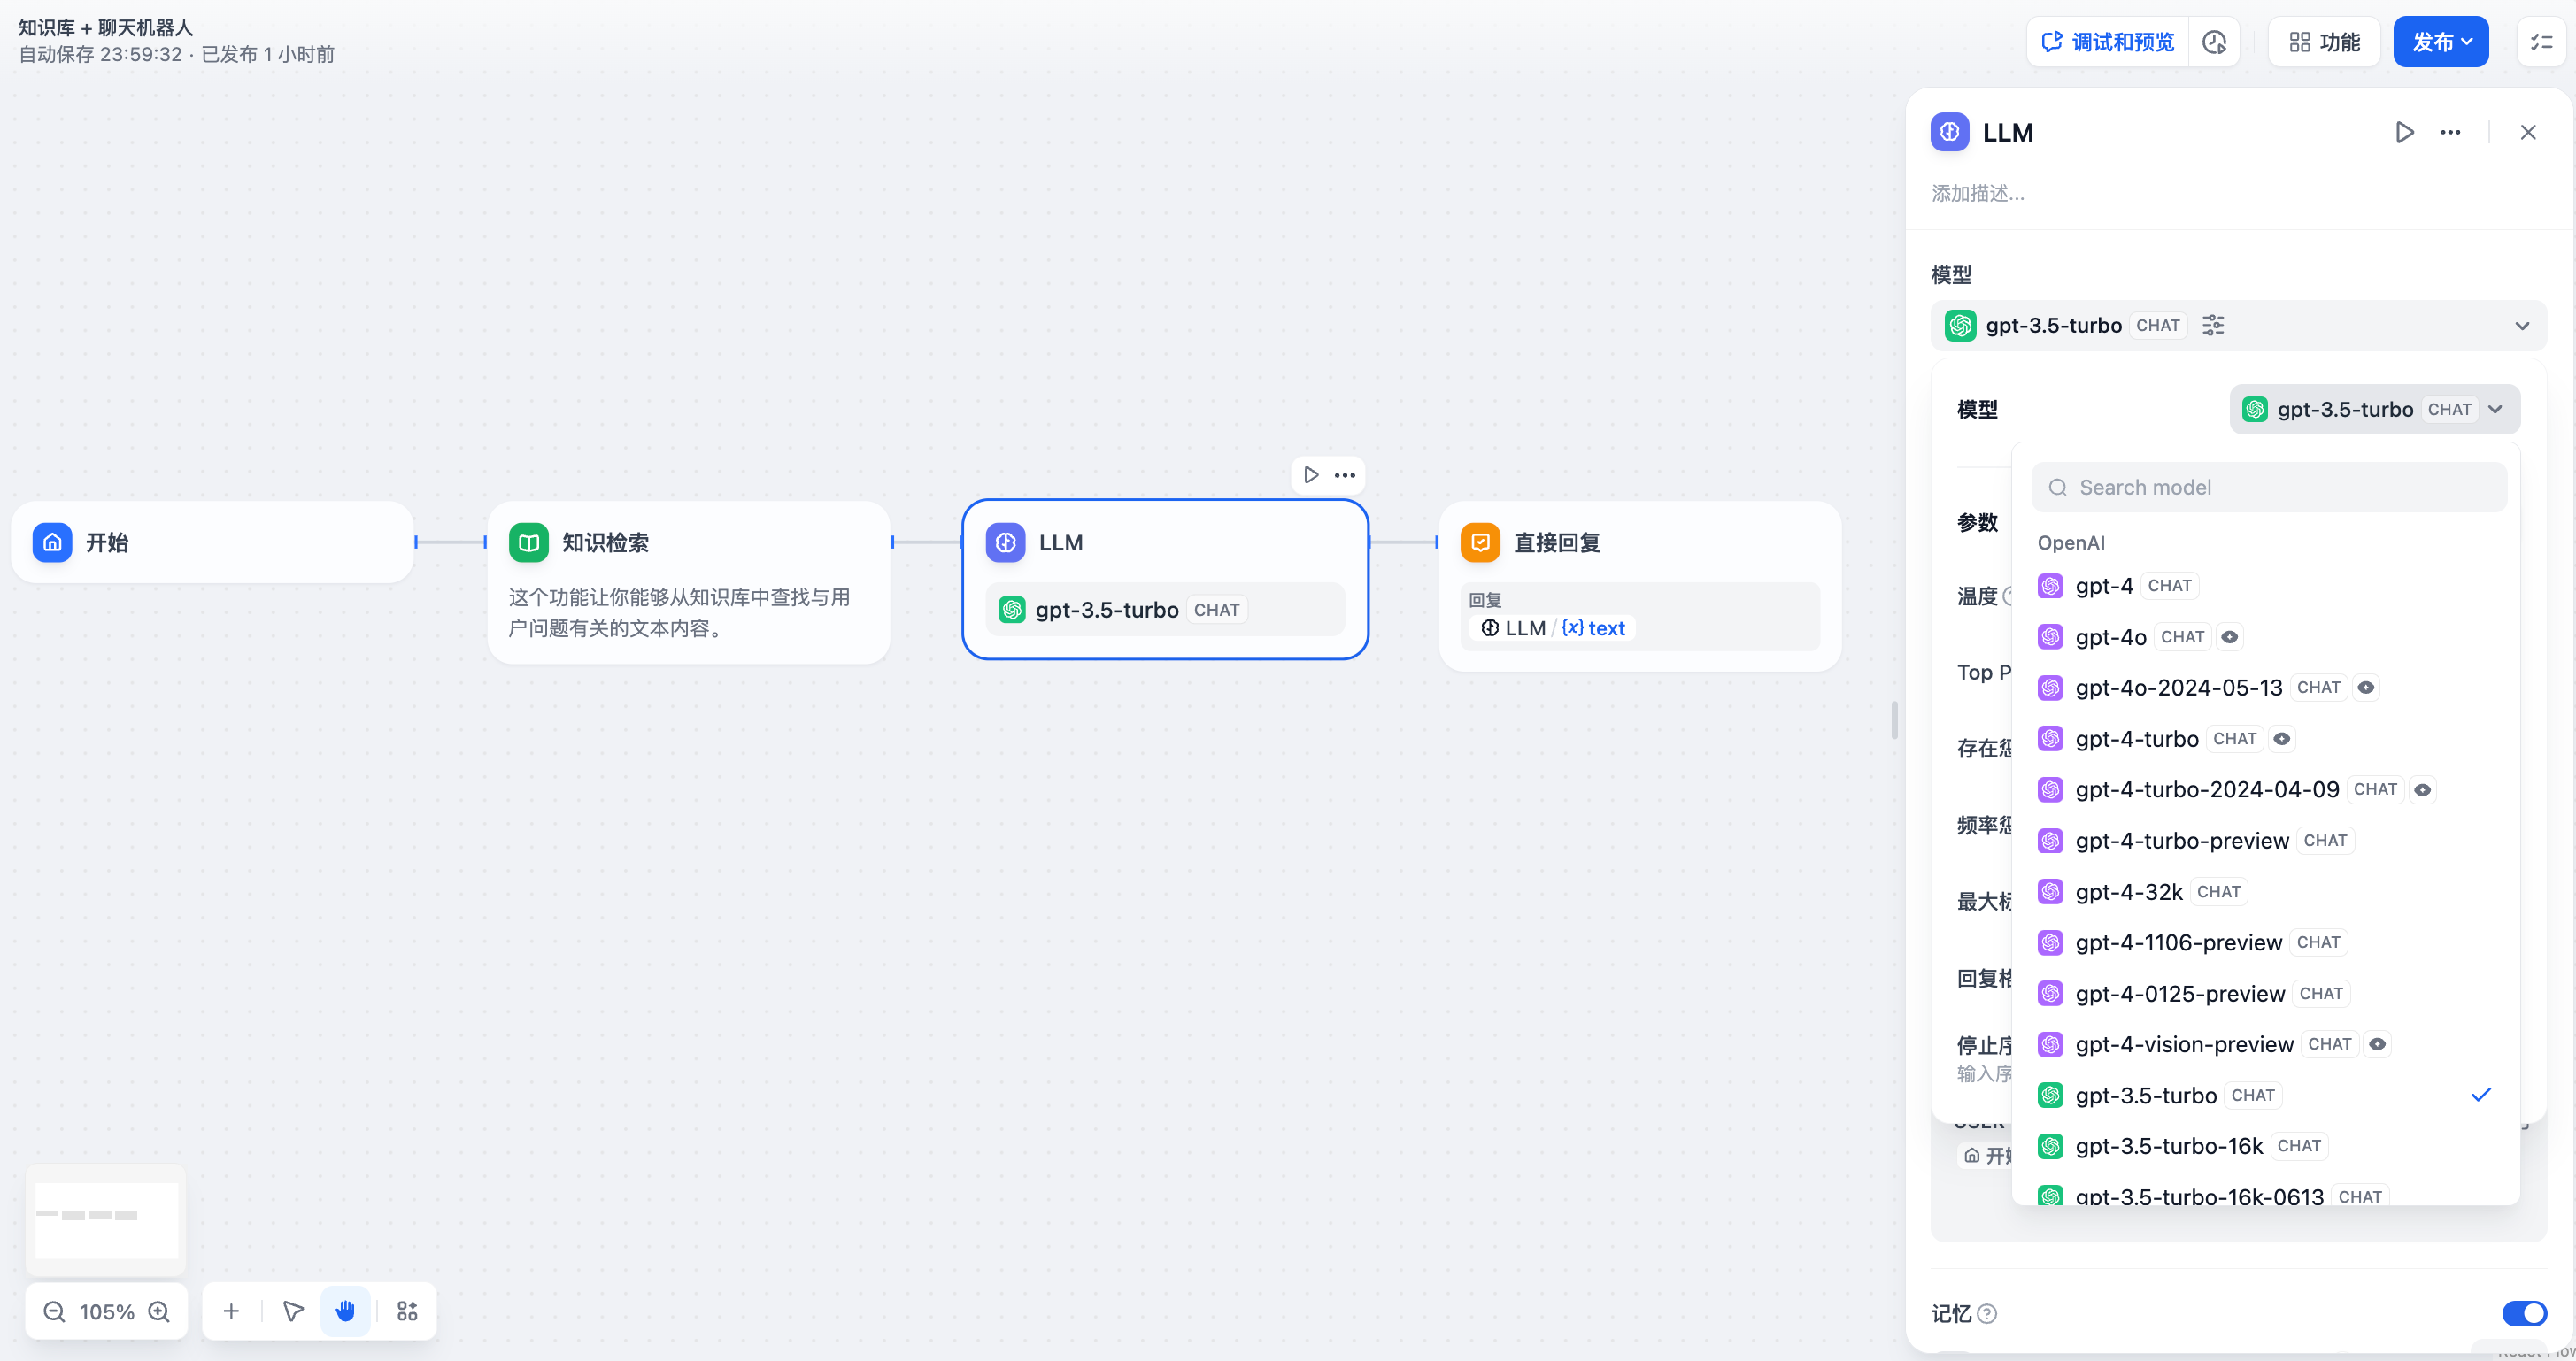 知识库 + 聊天机器人
自动保存 23:59:32 · 已发布 1 小时前
调试和预览
功能
发布
开始
知识检索
这个功能让你能够从知识库中查找与用
户问题有关的文本内容。
LLM
gpt-3.5-turbo CHAT
直接回复
回复
LLM / {x} text
105%
LLM
添加描述...
模型
gpt-3.5-turbo CHAT
模型
gpt-3.5-turbo CHAT
Search model
参数
OpenAI
gpt-4 CHAT
温度
gpt-4o CHAT
Top P
gpt-4o-2024-05-13 CHAT
gpt-4-turbo CHAT
存在
gpt-4-turbo-2024-04-09 CHAT
频率
gpt-4-turbo-preview CHAT
gpt-4-32k CHAT
最大
gpt-4-1106-preview CHAT
回复
gpt-4-0125-preview CHAT
停止
gpt-4-vision-preview CHAT
输入
gpt-3.5-turbo CHAT
USER
gpt-3.5-turbo-16k CHAT
开
gpt-3.5-turbo-16k-0613 CHAT
记忆